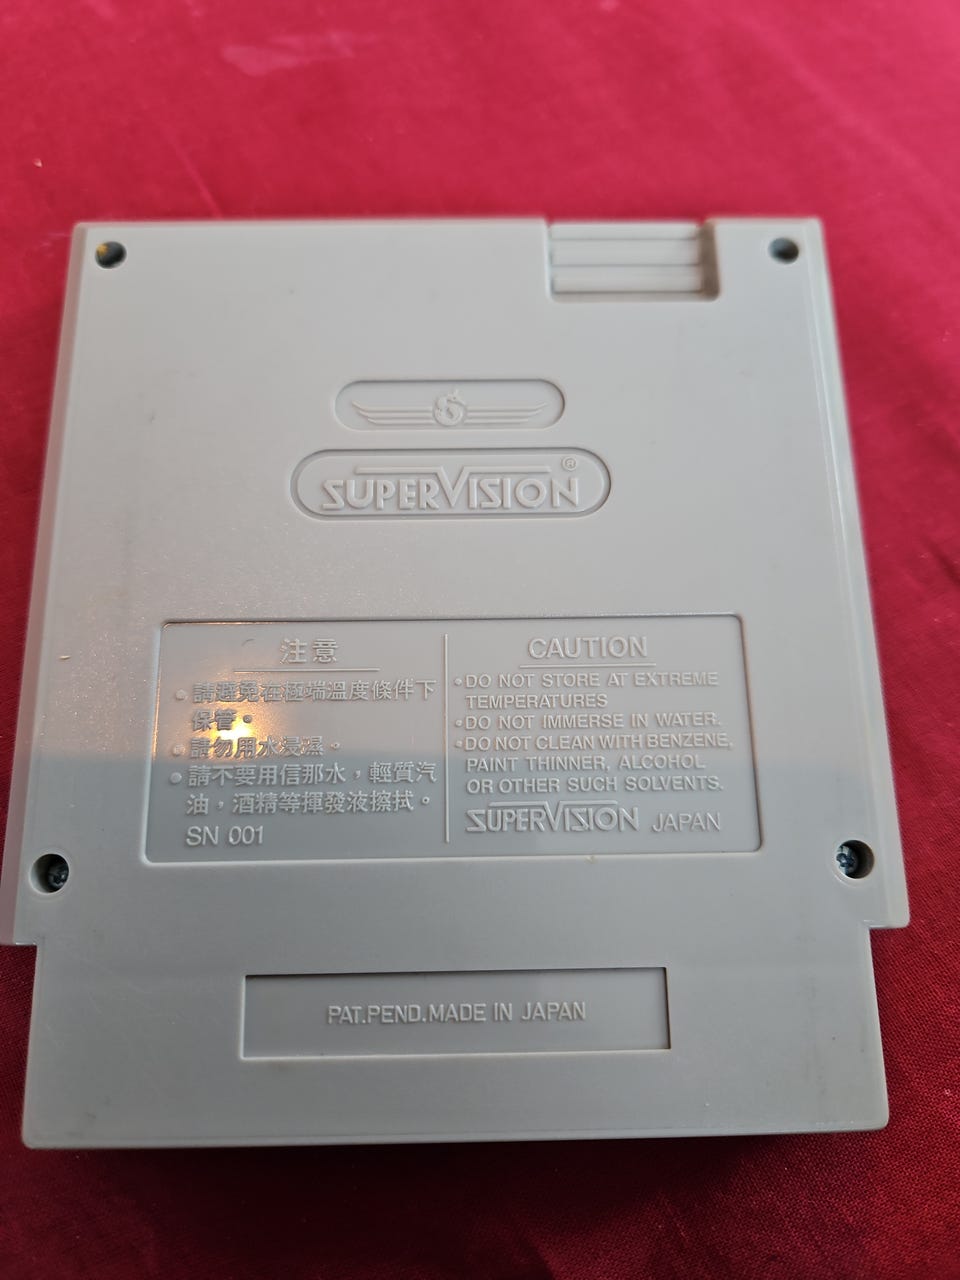 SUPERVISION®
注意
• 請避免在極端溫度條件下
保管。
• 請勿用水浸濕。
• 請不要用信那水，輕質汽
油，酒精等揮發液擦拭。
SN 001
CAUTION
•DO NOT STORE AT EXTREME
TEMPERATURES
•DO NOT IMMERSE IN WATER.
•DO NOT CLEAN WITH BENZENE,
PAINT THINNER, ALCOHOL
OR OTHER SUCH SOLVENTS.
SUPERVISION JAPAN
PAT.PEND.MADE IN JAPAN